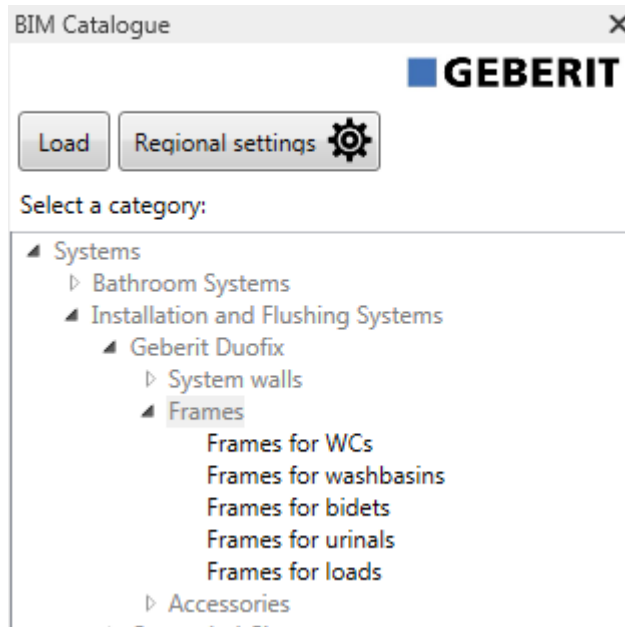 BIM Catalogue
GEBERIT
Load Regional settings
Select a category:
Systems
Bathroom Systems
Installation and Flushing Systems
Geberit Duofix
System walls
Frames
Frames for WCs
Frames for washbasins
Frames for bidets
Frames for urinals
Frames for loads
Accessories